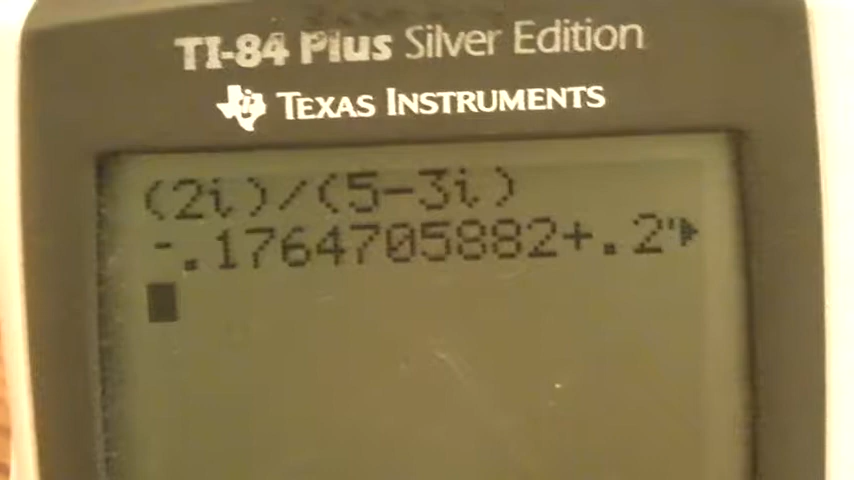 TI-84 Plus Silver Edition
TEXAS INSTRUMENTS
(2i)/(5-3i)
-.1764705882+.2